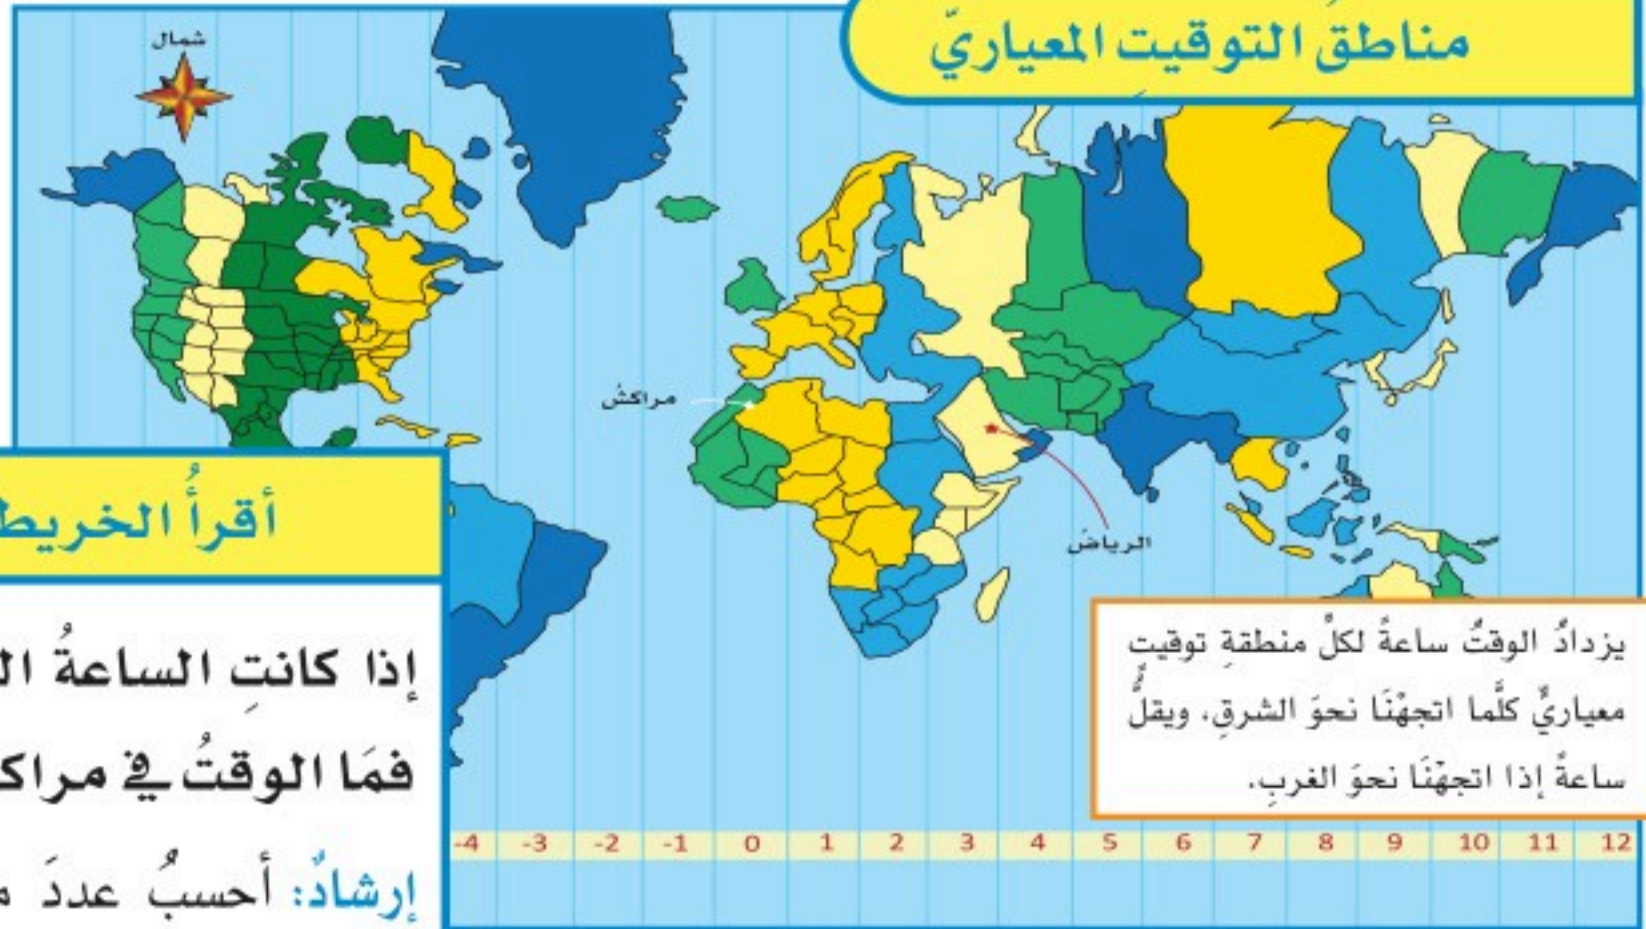 مناطقُ التوقيتِ المعياريِّ
شمال
مراكشُ
الرياضُ
أقرأُ الخريط
إذا كانتِ الساعةُ ال
فمَا الوقتُ في مراك
إرشادٌ: أحسبُ عددَ م
يزدادُ الوقتُ ساعةً لكلِّ منطقةِ توقيتٍ
معياريٍّ كلَّما اتجهْنَا نحوَ الشرقِ، ويقلُّ
ساعةً إذا اتجهْنَا نحوَ الغربِ.
-4 -3 -2 -1 0 1 2 3 4 5 6 7 8 9 10 11 12